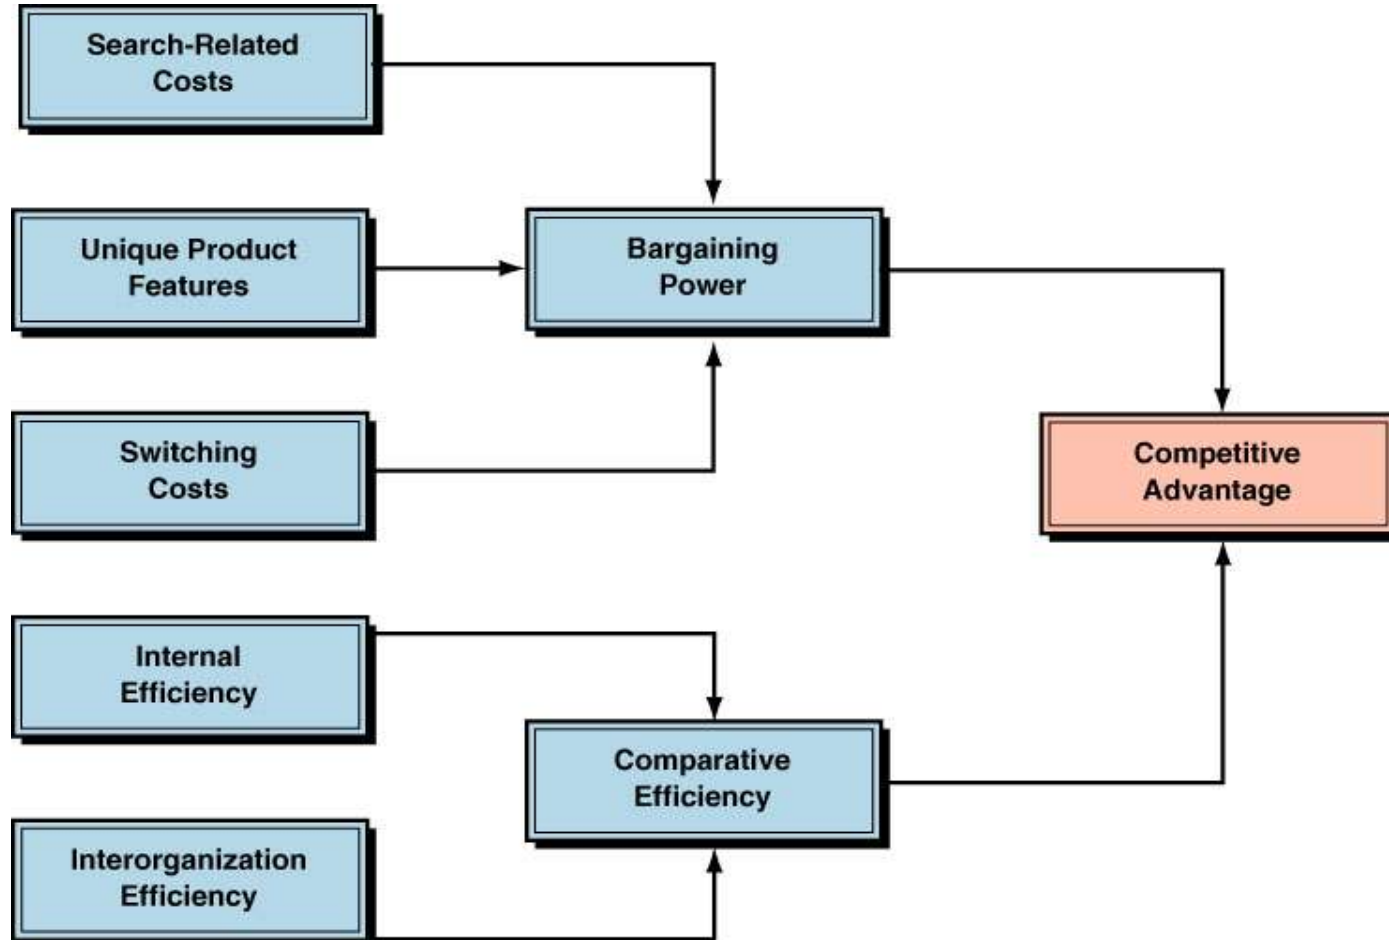 Search-Related
Costs
Unique Product
Features
Bargaining
Power
Switching
Costs
Competitive
Advantage
Internal
Efficiency
Comparative
Efficiency
Interorganization
Efficiency